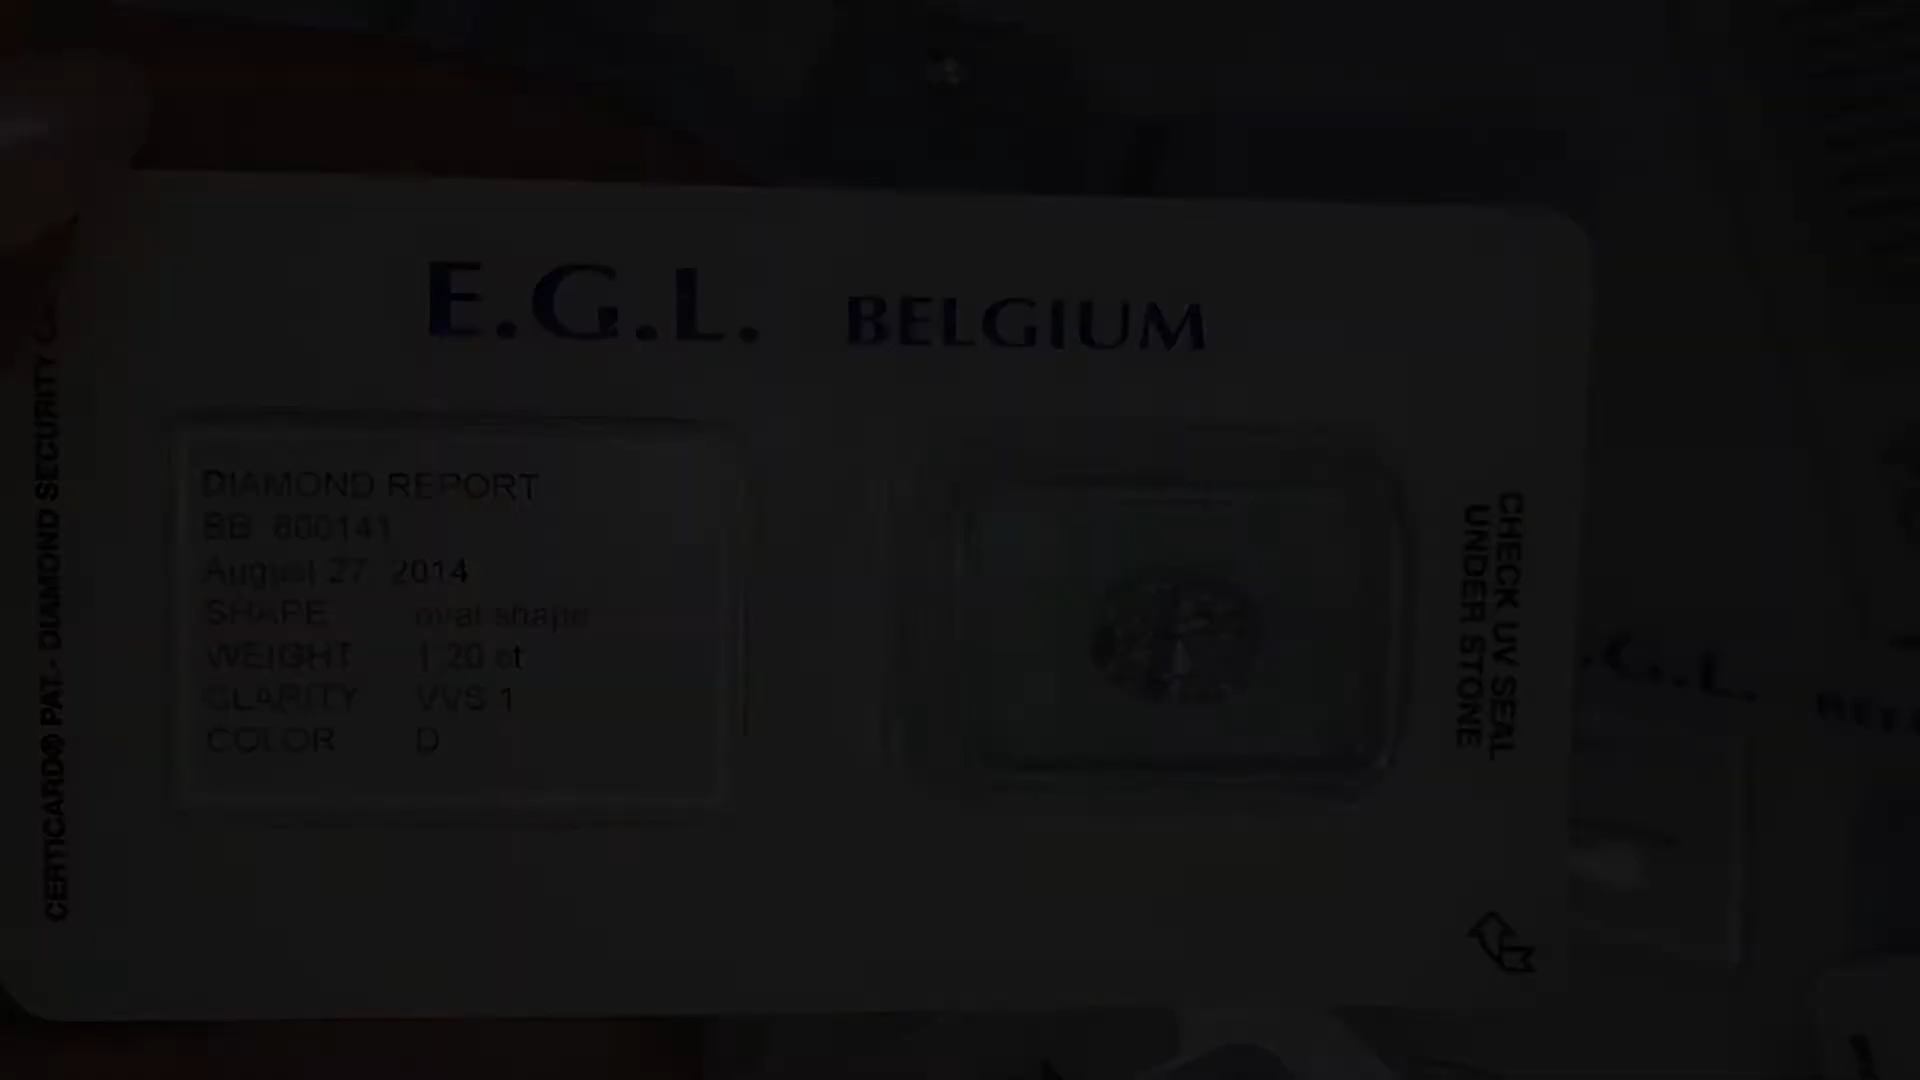 E.G.L. BELGIUM
DIAMOND REPORT
BB 600141
August 27 2014
SHAPE oval shape
WEIGHT 1.20 ct
CLARITY VVS 1
COLOR D
CERTICARD® PAT.- DIAMOND SECURITY
CHECK UV SEAL
UNDER STONE
.G.L.